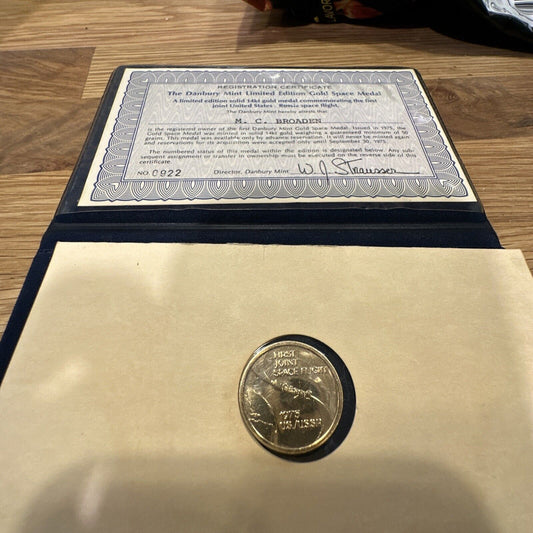 REGISTRATION CERTIFICATE
The Danbury Mint Limited Edition Gold Space Medal
A limited edition solid 14kt gold medal commemorating the first
joint United States - Russia space flight.
The Danbury Mint hereby attests that
M. C. BROADEN
is the registered owner of the first Danbury Mint Gold Space Medal. Issued in 1975, the
Gold Space Medal was minted in solid 14kt gold weighing a guaranteed minimum of 50
grains. This medal was available only by advance reservation. It will never be minted again
and reservations for its acquisition were accepted only until September 30, 1975.
The numbered status of this medal within the edition is designated below. Any sub-
sequent assignment or transfer in ownership must be executed on the reverse side of this
certificate.
NO. 0922 Director, Danbury Mint W. J. Strausser
FIRST
JOINT
SPACE FLIGHT
1975
US/USSR